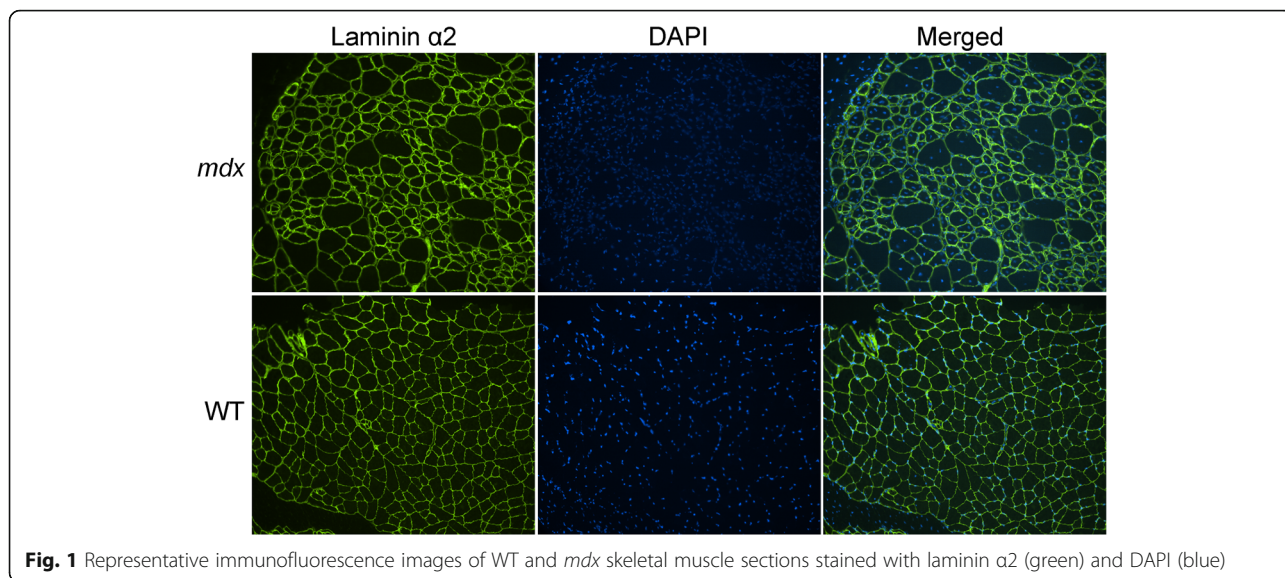 Laminin α2 DAPI Merged
mdx
WT
Fig. 1 Representative immunofluorescence images of WT and mdx skeletal muscle sections stained with laminin α2 (green) and DAPI (blue)